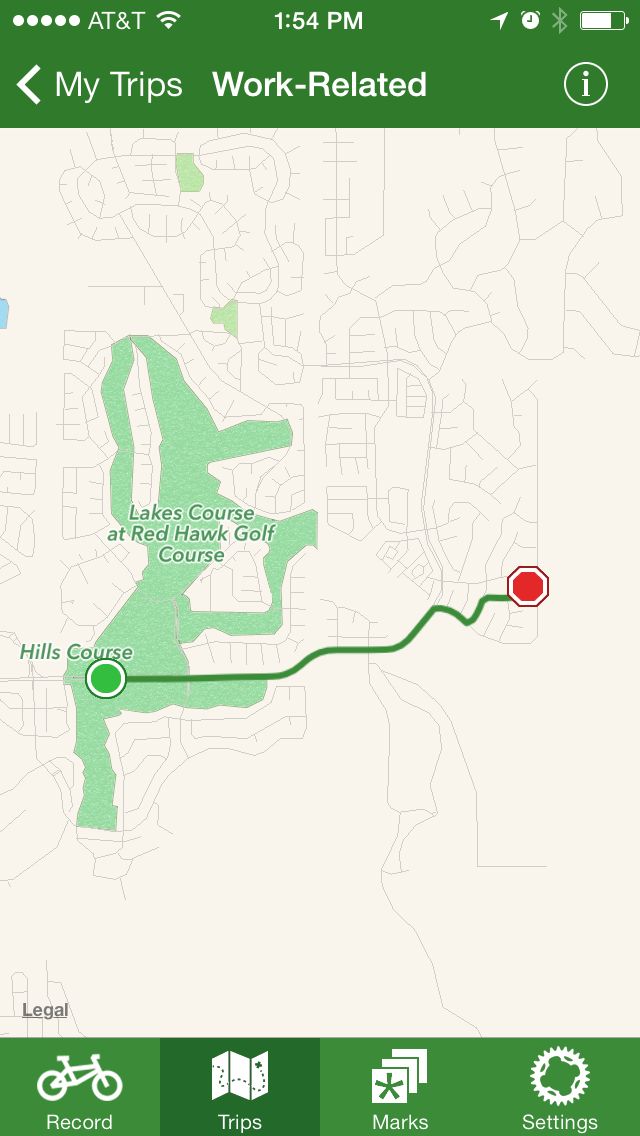 AT&T 1:54 PM
My Trips Work-Related i
Lakes Course
at Red Hawk Golf
Course
Hills Course
Legal
Record Trips Marks Settings